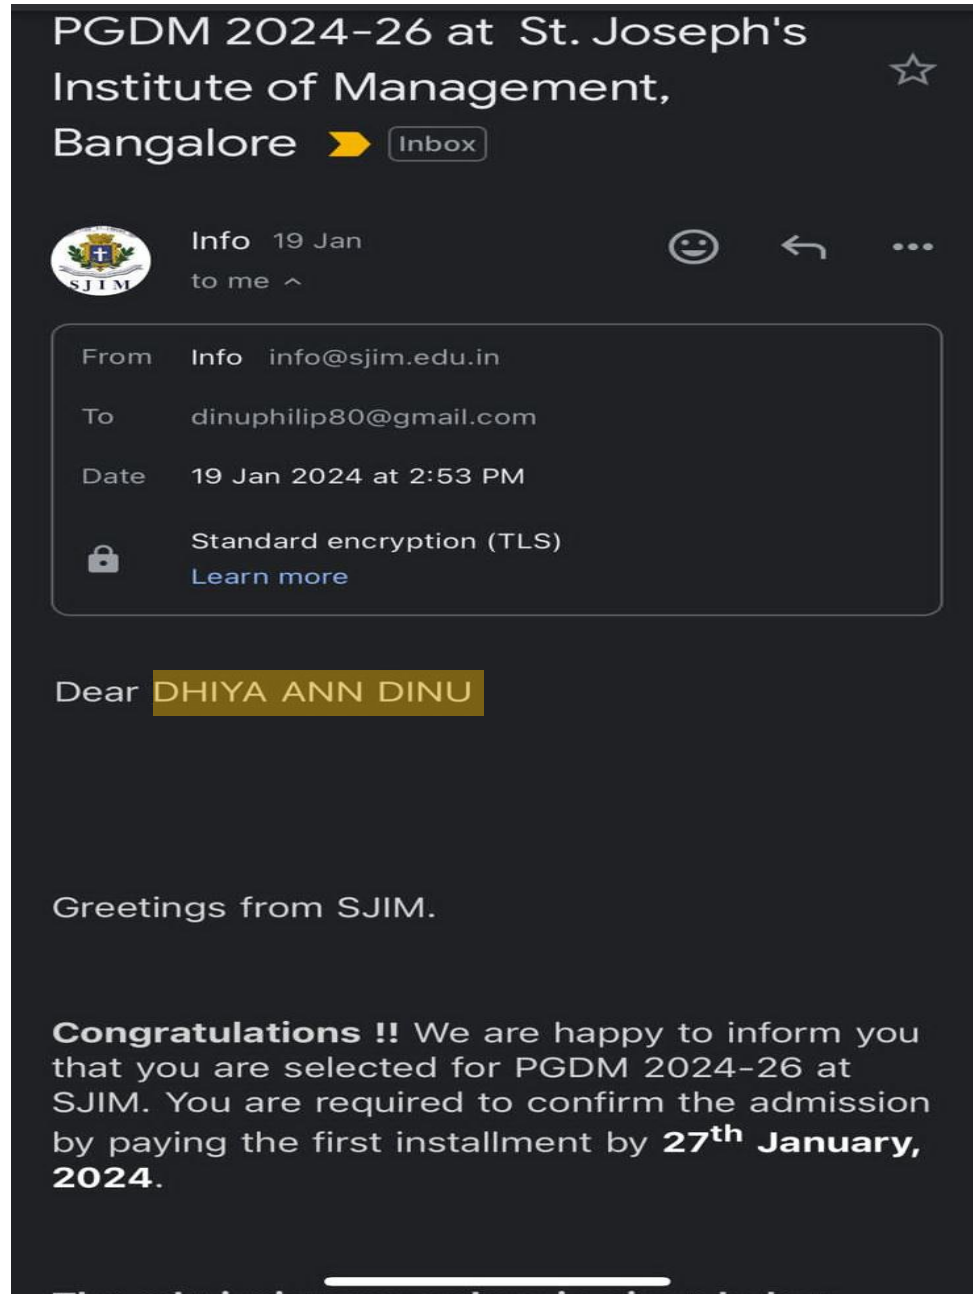 PGDM 2024-26 at St. Joseph's
Institute of Management,
Bangalore Inbox
Info 19 Jan
to me
SJIM
From Info info@sjim.edu.in
To dinuphilip80@gmail.com
Date 19 Jan 2024 at 2:53 PM
Standard encryption (TLS)
Learn more
Dear DHIYA ANN DINU
Greetings from SJIM.
Congratulations !! We are happy to inform you
that you are selected for PGDM 2024-26 at
SJIM. You are required to confirm the admission
by paying the first installment by 27th January,
2024.